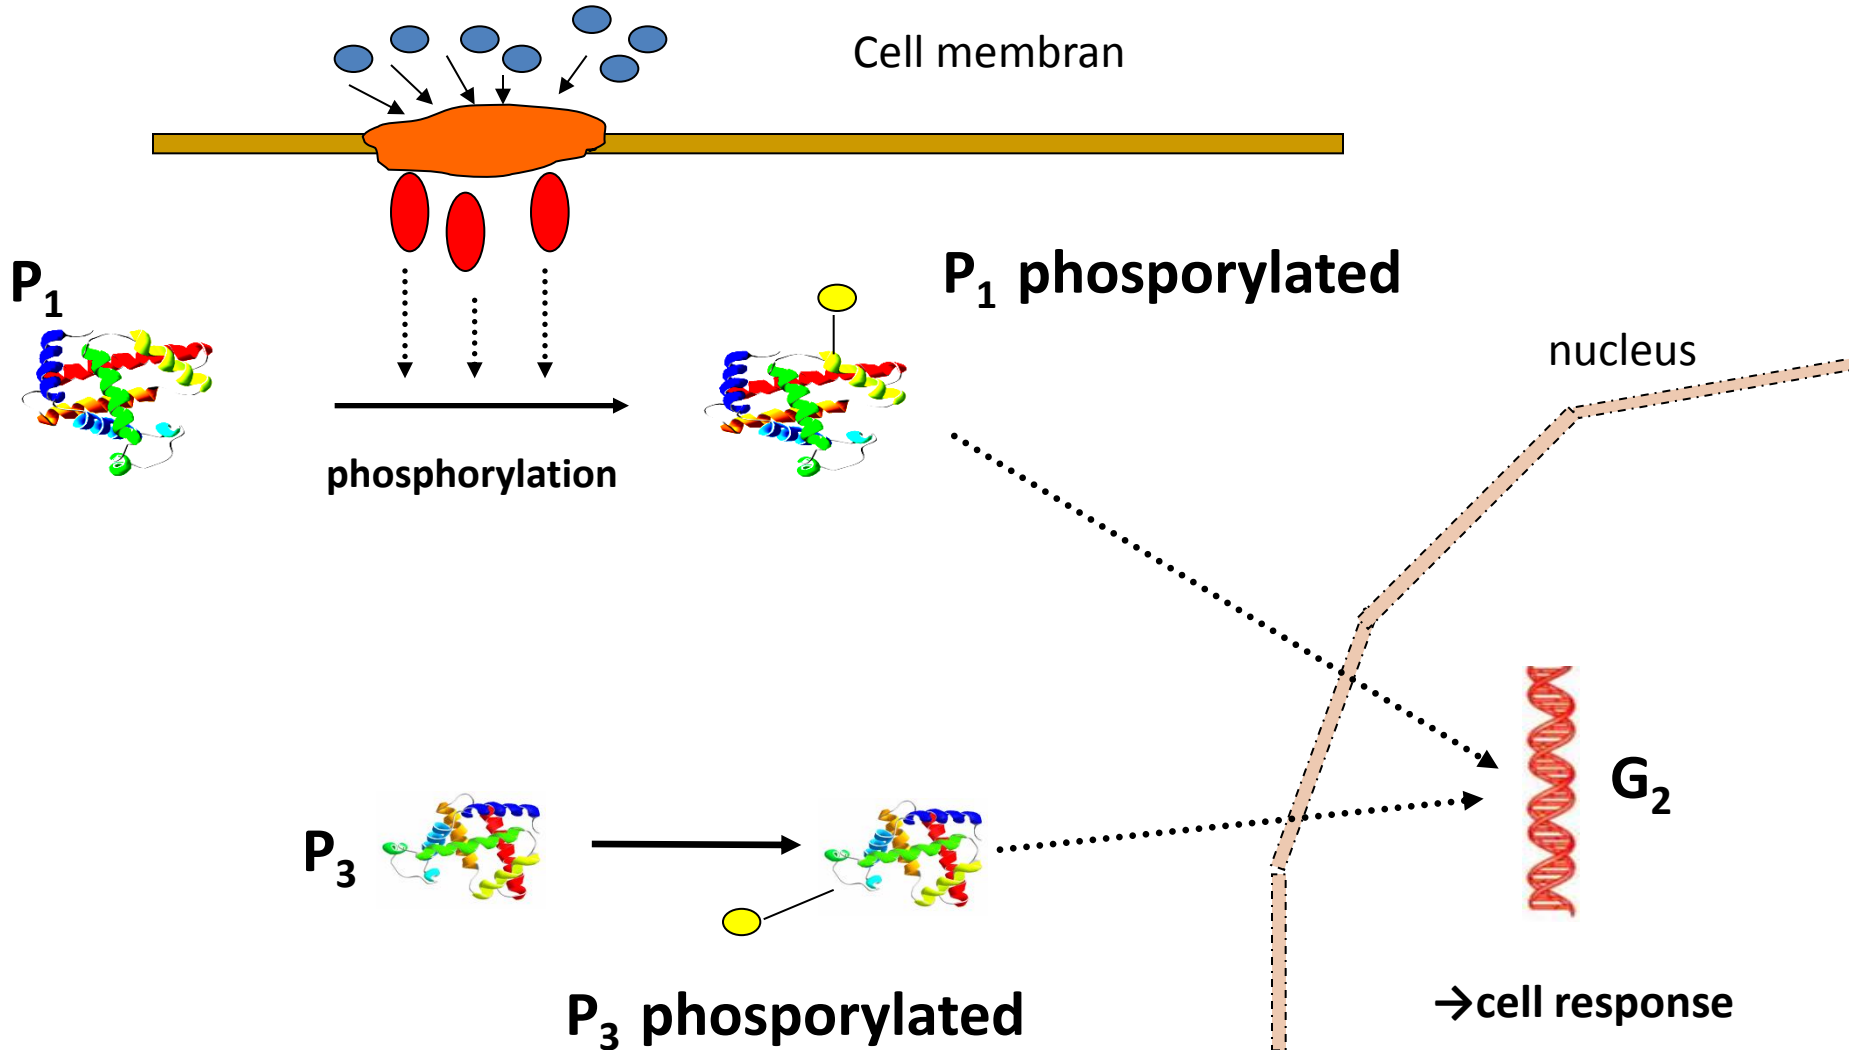 Cell membran
P1
P1 phosporylated
nucleus
phosphorylation
G2
P3
→cell response
P3 phosporylated